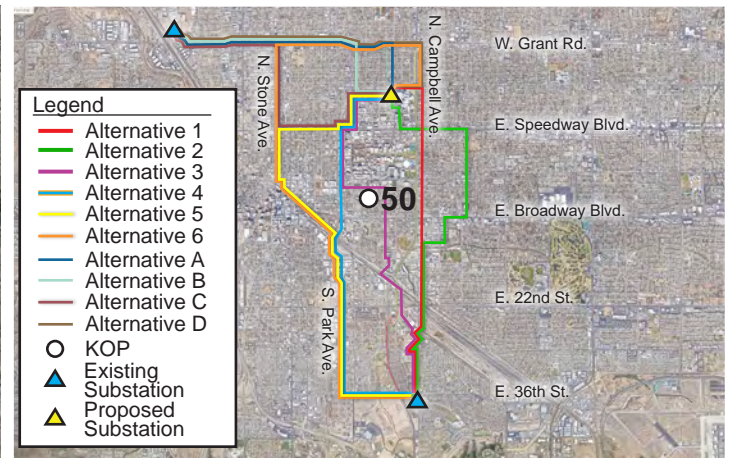 W. Grant Rd.
N. Campbell Ave.
N. Stone Ave.
Legend
Alternative 1
Alternative 2
Alternative 3
Alternative 4
Alternative 5
Alternative 6
Alternative A
Alternative B
Alternative C
Alternative D
KOP
Existing
Substation
Proposed
Substation
E. Speedway Blvd.
50
E. Broadway Blvd.
E. 22nd St.
S. Park Ave.
E. 36th St.